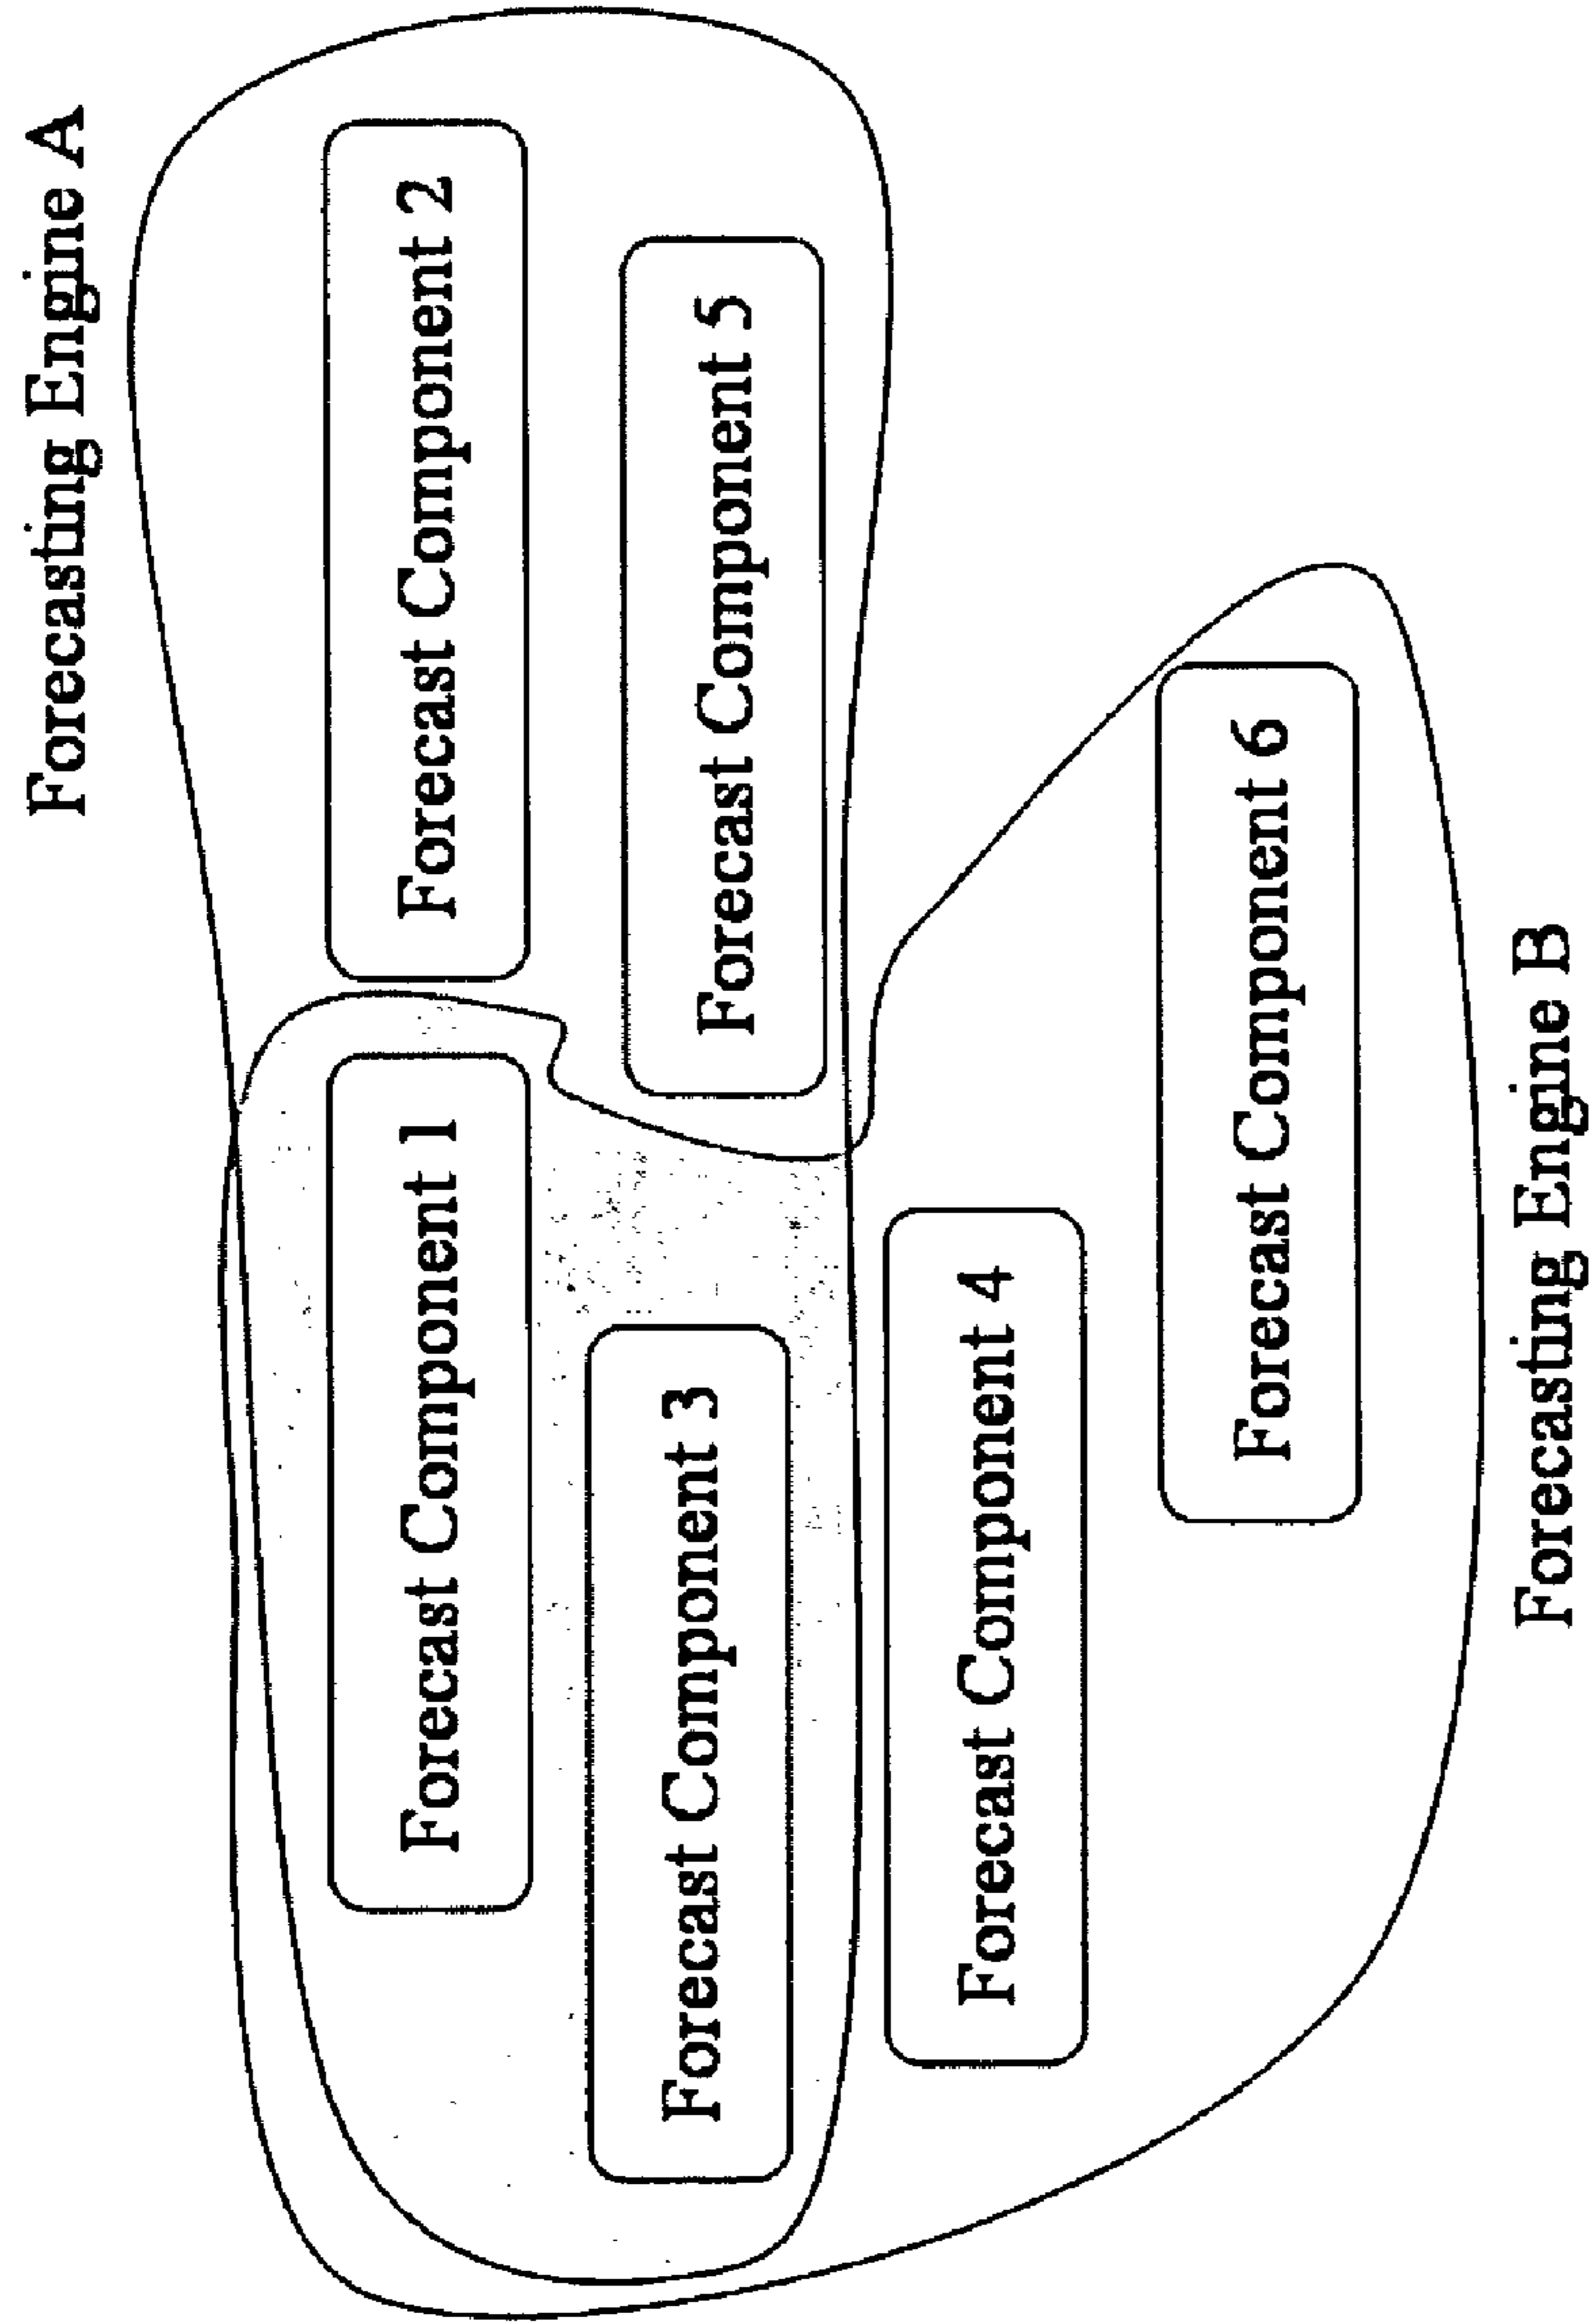 Forecasting Engine A
Forecast Component 1
Forecast Component 2
Forecast Component 3
Forecast Component 5
Forecast Component 4
Forecast Component 6
Forecasting Engine B